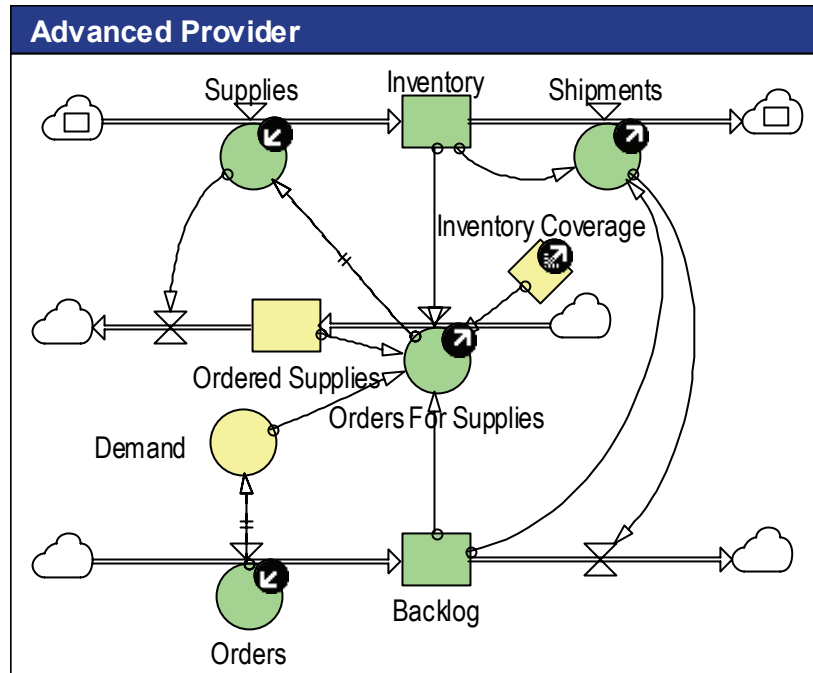 Advanced Provider
Supplies
Inventory
Shipments
Inventory Coverage
Ordered Supplies
Orders For Supplies
Demand
Backlog
Orders